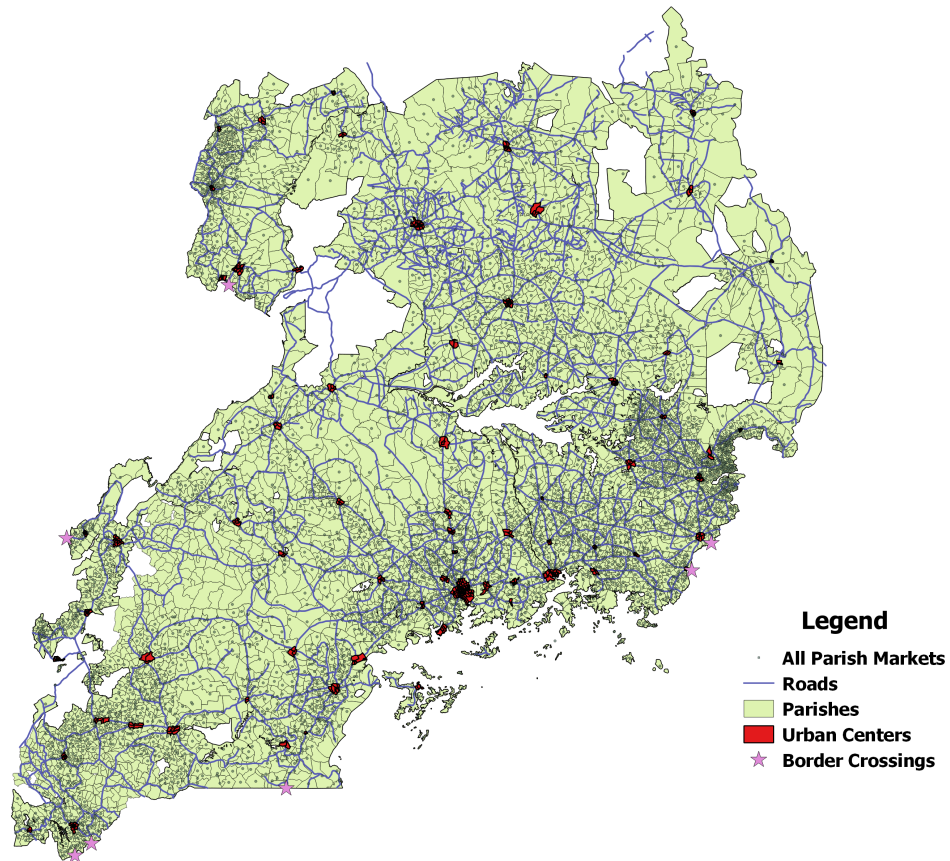 Legend
All Parish Markets
Roads
Parishes
Urban Centers
Border Crossings